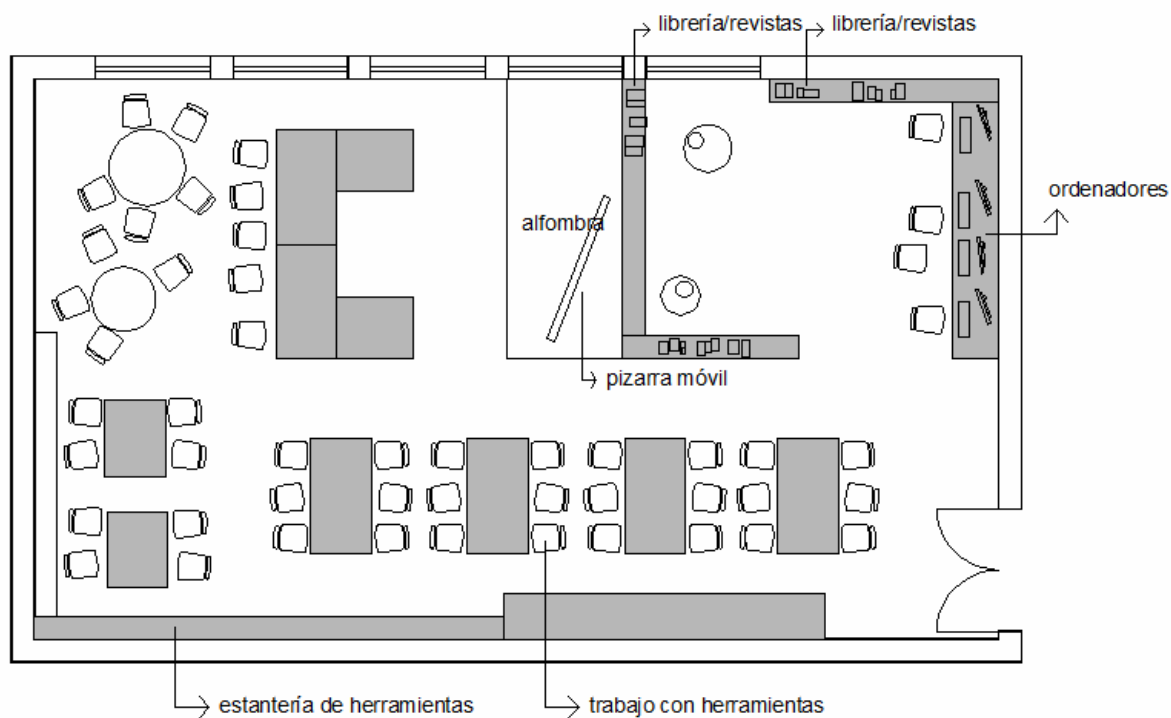 librería/revistas
librería/revistas
ordenadores
alfombra
pizarra móvil
estantería de herramientas
trabajo con herramientas